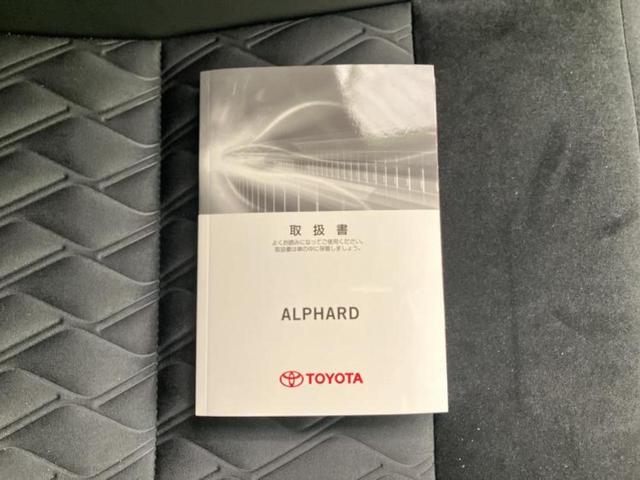 取扱書
よくお読みになってご使用ください。
取扱書は車の中に保管しましょう。
ALPHARD
TOYOTA